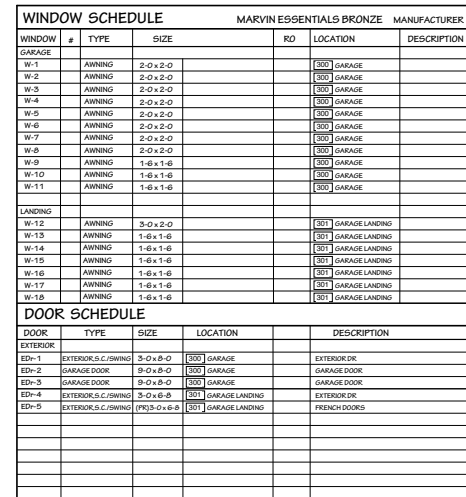 WINDOW SCHEDULE MARVIN ESSENTIALS BRONZE MANUFACTURER
WINDOW # TYPE SIZE RO LOCATION DESCRIPTION
GARAGE
W-1 AWNING 2-0 x 2-0 300 GARAGE
W-2 AWNING 2-0 x 2-0 300 GARAGE
W-3 AWNING 2-0 x 2-0 300 GARAGE
W-4 AWNING 2-0 x 2-0 300 GARAGE
W-5 AWNING 2-0 x 2-0 300 GARAGE
W-6 AWNING 2-0 x 2-0 300 GARAGE
W-7 AWNING 2-0 x 2-0 300 GARAGE
W-8 AWNING 2-0 x 2-0 300 GARAGE
W-9 AWNING 1-6 x 1-6 300 GARAGE
W-10 AWNING 1-6 x 1-6 300 GARAGE
W-11 AWNING 1-6 x 1-6 300 GARAGE
LANDING
W-12 AWNING 3-0 x 2-0 301 GARAGE LANDING
W-13 AWNING 1-6 x 1-6 301 GARAGE LANDING
W-14 AWNING 1-6 x 1-6 301 GARAGE LANDING
W-15 AWNING 1-6 x 1-6 301 GARAGE LANDING
W-16 AWNING 1-6 x 1-6 301 GARAGE LANDING
W-17 AWNING 1-6 x 1-6 301 GARAGE LANDING
W-18 AWNING 1-6 x 1-6 301 GARAGE LANDING
DOOR SCHEDULE
DOOR TYPE SIZE LOCATION DESCRIPTION
EXTERIOR
EDr-1 EXTERIOR,S.C./SWING 3-0 x 8-0 300 GARAGE EXTERIOR DR
EDr-2 GARAGE DOOR 9-0 x 8-0 300 GARAGE GARAGE DOOR
EDr-3 GARAGE DOOR 9-0 x 8-0 300 GARAGE GARAGE DOOR
EDr-4 EXTERIOR,S.C./SWING 3-0 x 6-8 301 GARAGE LANDING EXTERIOR DR
EDr-5 EXTERIOR,S.C./SWING (PR)3-0 x 6-8 301 GARAGE LANDING FRENCH DOORS